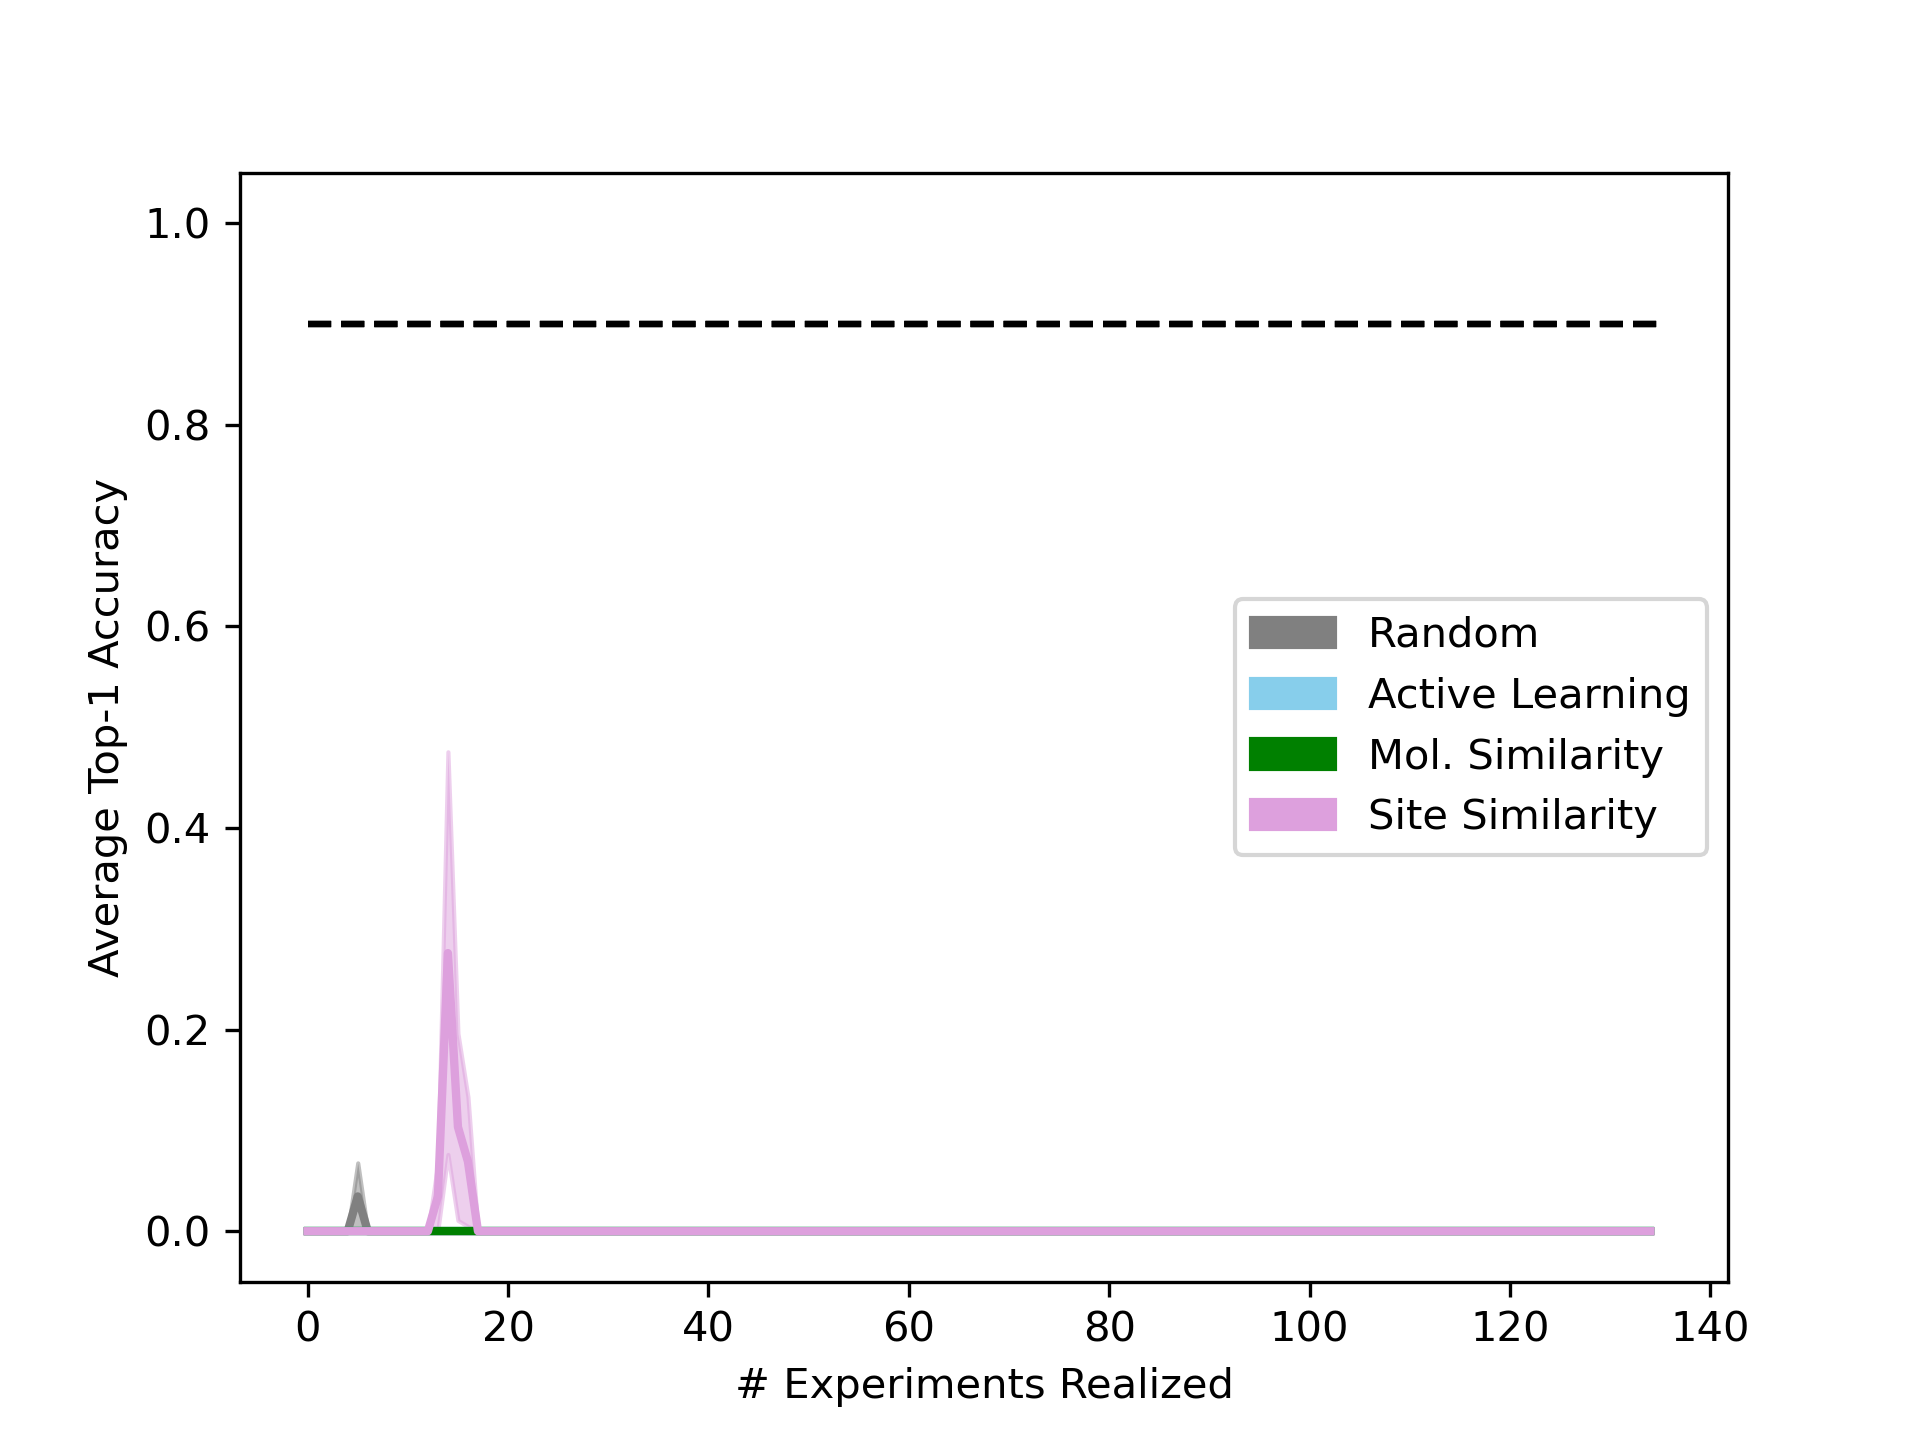 1.0
0.8
0.6
0.4
0.2
0.0
Average Top-1 Accuracy
Random
Active Learning
Mol. Similarity
Site Similarity
0 20 40 60 80 100 120 140
# Experiments Realized